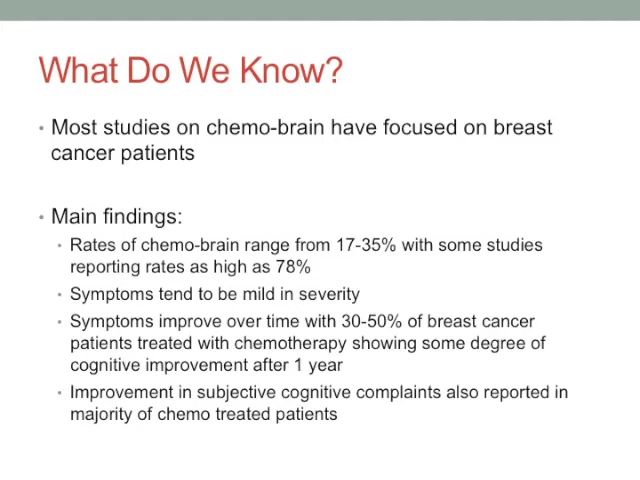 What Do We Know?
• Most studies on chemo-brain have focused on breast
cancer patients
• Main findings:
• Rates of chemo-brain range from 17-35% with some studies
reporting rates as high as 78%
• Symptoms tend to be mild in severity
• Symptoms improve over time with 30-50% of breast cancer
patients treated with chemotherapy showing some degree of
cognitive improvement after 1 year
• Improvement in subjective cognitive complaints also reported in
majority of chemo treated patients